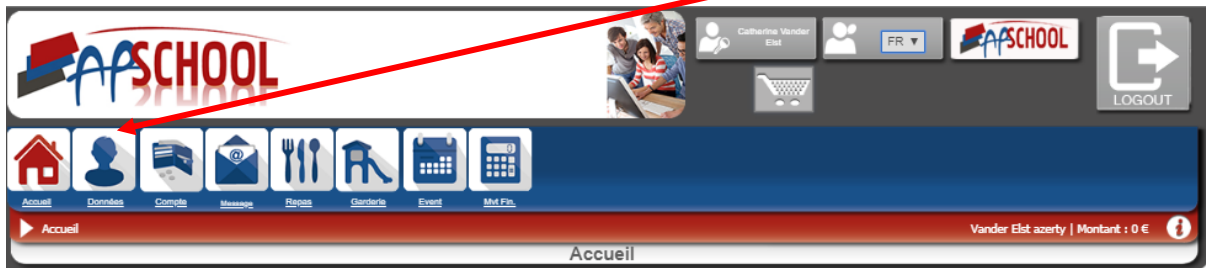 APSCHOOL
Catherine Vander
Elst
FR ▼
APSCHOOL
LOGOUT
@
0
Accueil Données Compte Message Repas Garderie Event Mvt Fin.
Accueil
Vander Elst azerty | Montant : 0 €
i
Accueil